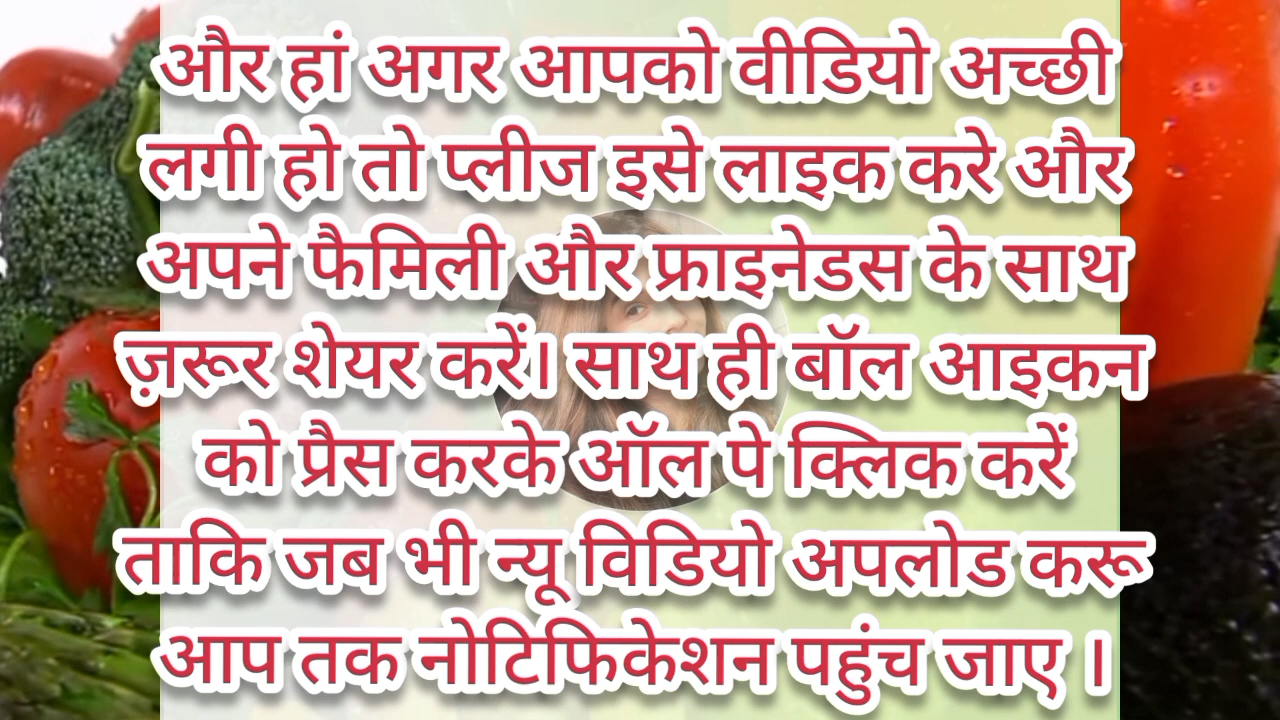 और हां अगर आपको वीडियो अच्छी
लगी हो तो प्लीज इसे लाइक करे और
अपने फैमिली और फ्राइनेडस के साथ
ज़रूर शेयर करें। साथ ही बॉल आइकन
को प्रैस करके ऑल पे क्लिक करें
ताकि जब भी न्यू विडियो अपलोड करू
आप तक नोटिफिकेशन पहुंच जाए ।